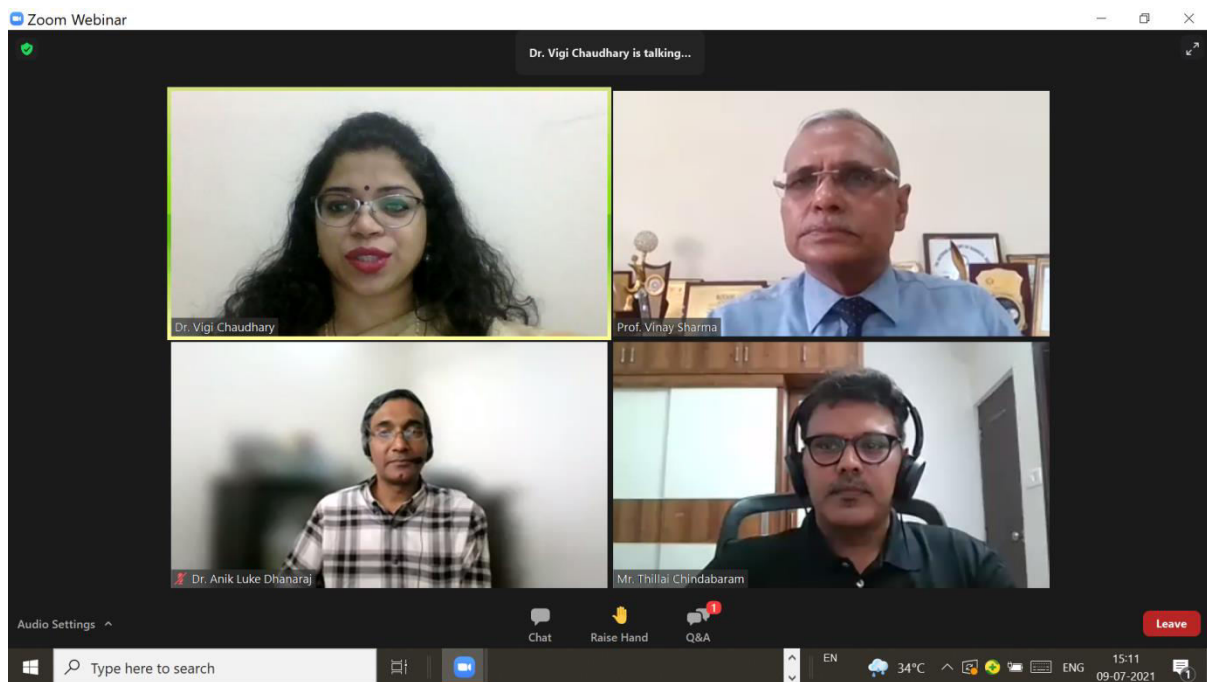 Zoom Webinar
Dr. Vigi Chaudhary is talking...
Dr. Vigi Chaudhary
Prof. Vinay Sharma
Dr. Anik Luke Dhanaraj
Mr. Thillai Chindabaram
Audio Settings
Chat
Raise Hand
1
Q&A
Leave
Type here to search
EN
34°C
ENG
15:11
09-07-2021
1